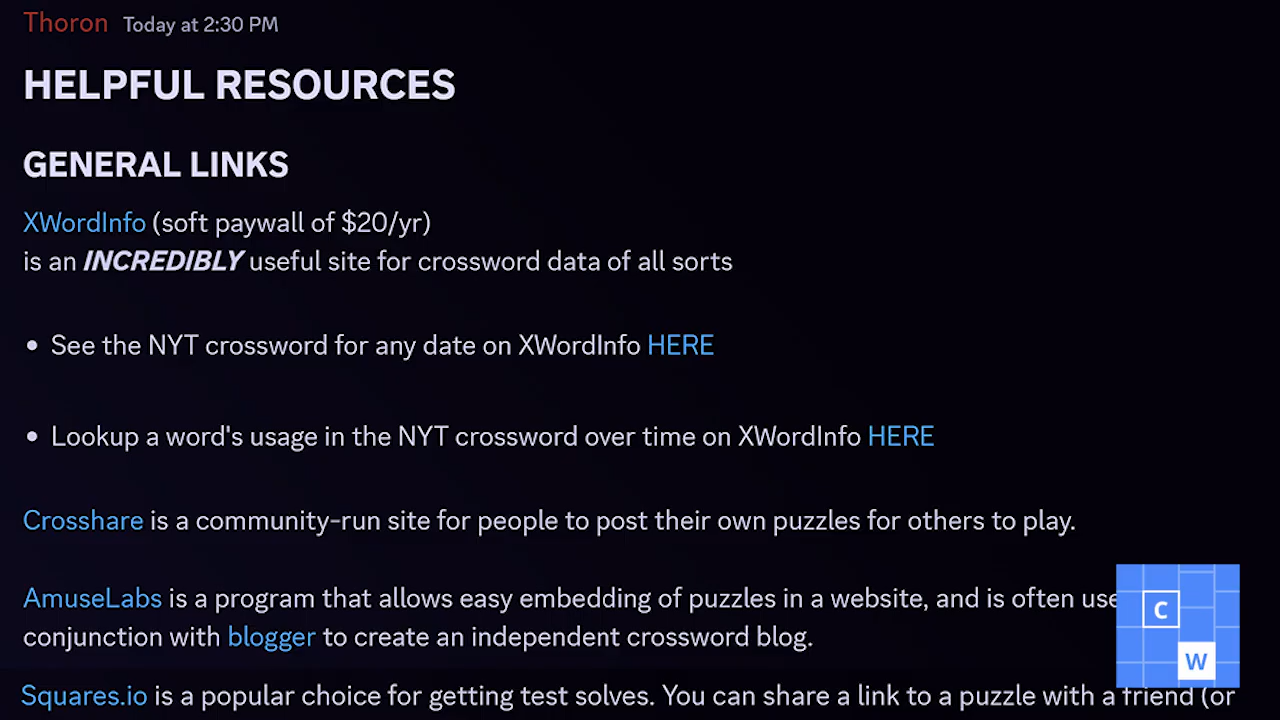 Thoron Today at 2:30 PM
HELPFUL RESOURCES
GENERAL LINKS
XWordInfo (soft paywall of $20/yr)
is an INCREDIBLY useful site for crossword data of all sorts
• See the NYT crossword for any date on XWordInfo HERE
• Lookup a word's usage in the NYT crossword over time on XWordInfo HERE
Crosshare is a community-run site for people to post their own puzzles for others to play.
AmuseLabs is a program that allows easy embedding of puzzles in a website, and is often use
conjunction with blogger to create an independent crossword blog.
Squares.io is a popular choice for getting test solves. You can share a link to a puzzle with a friend (or
C
W